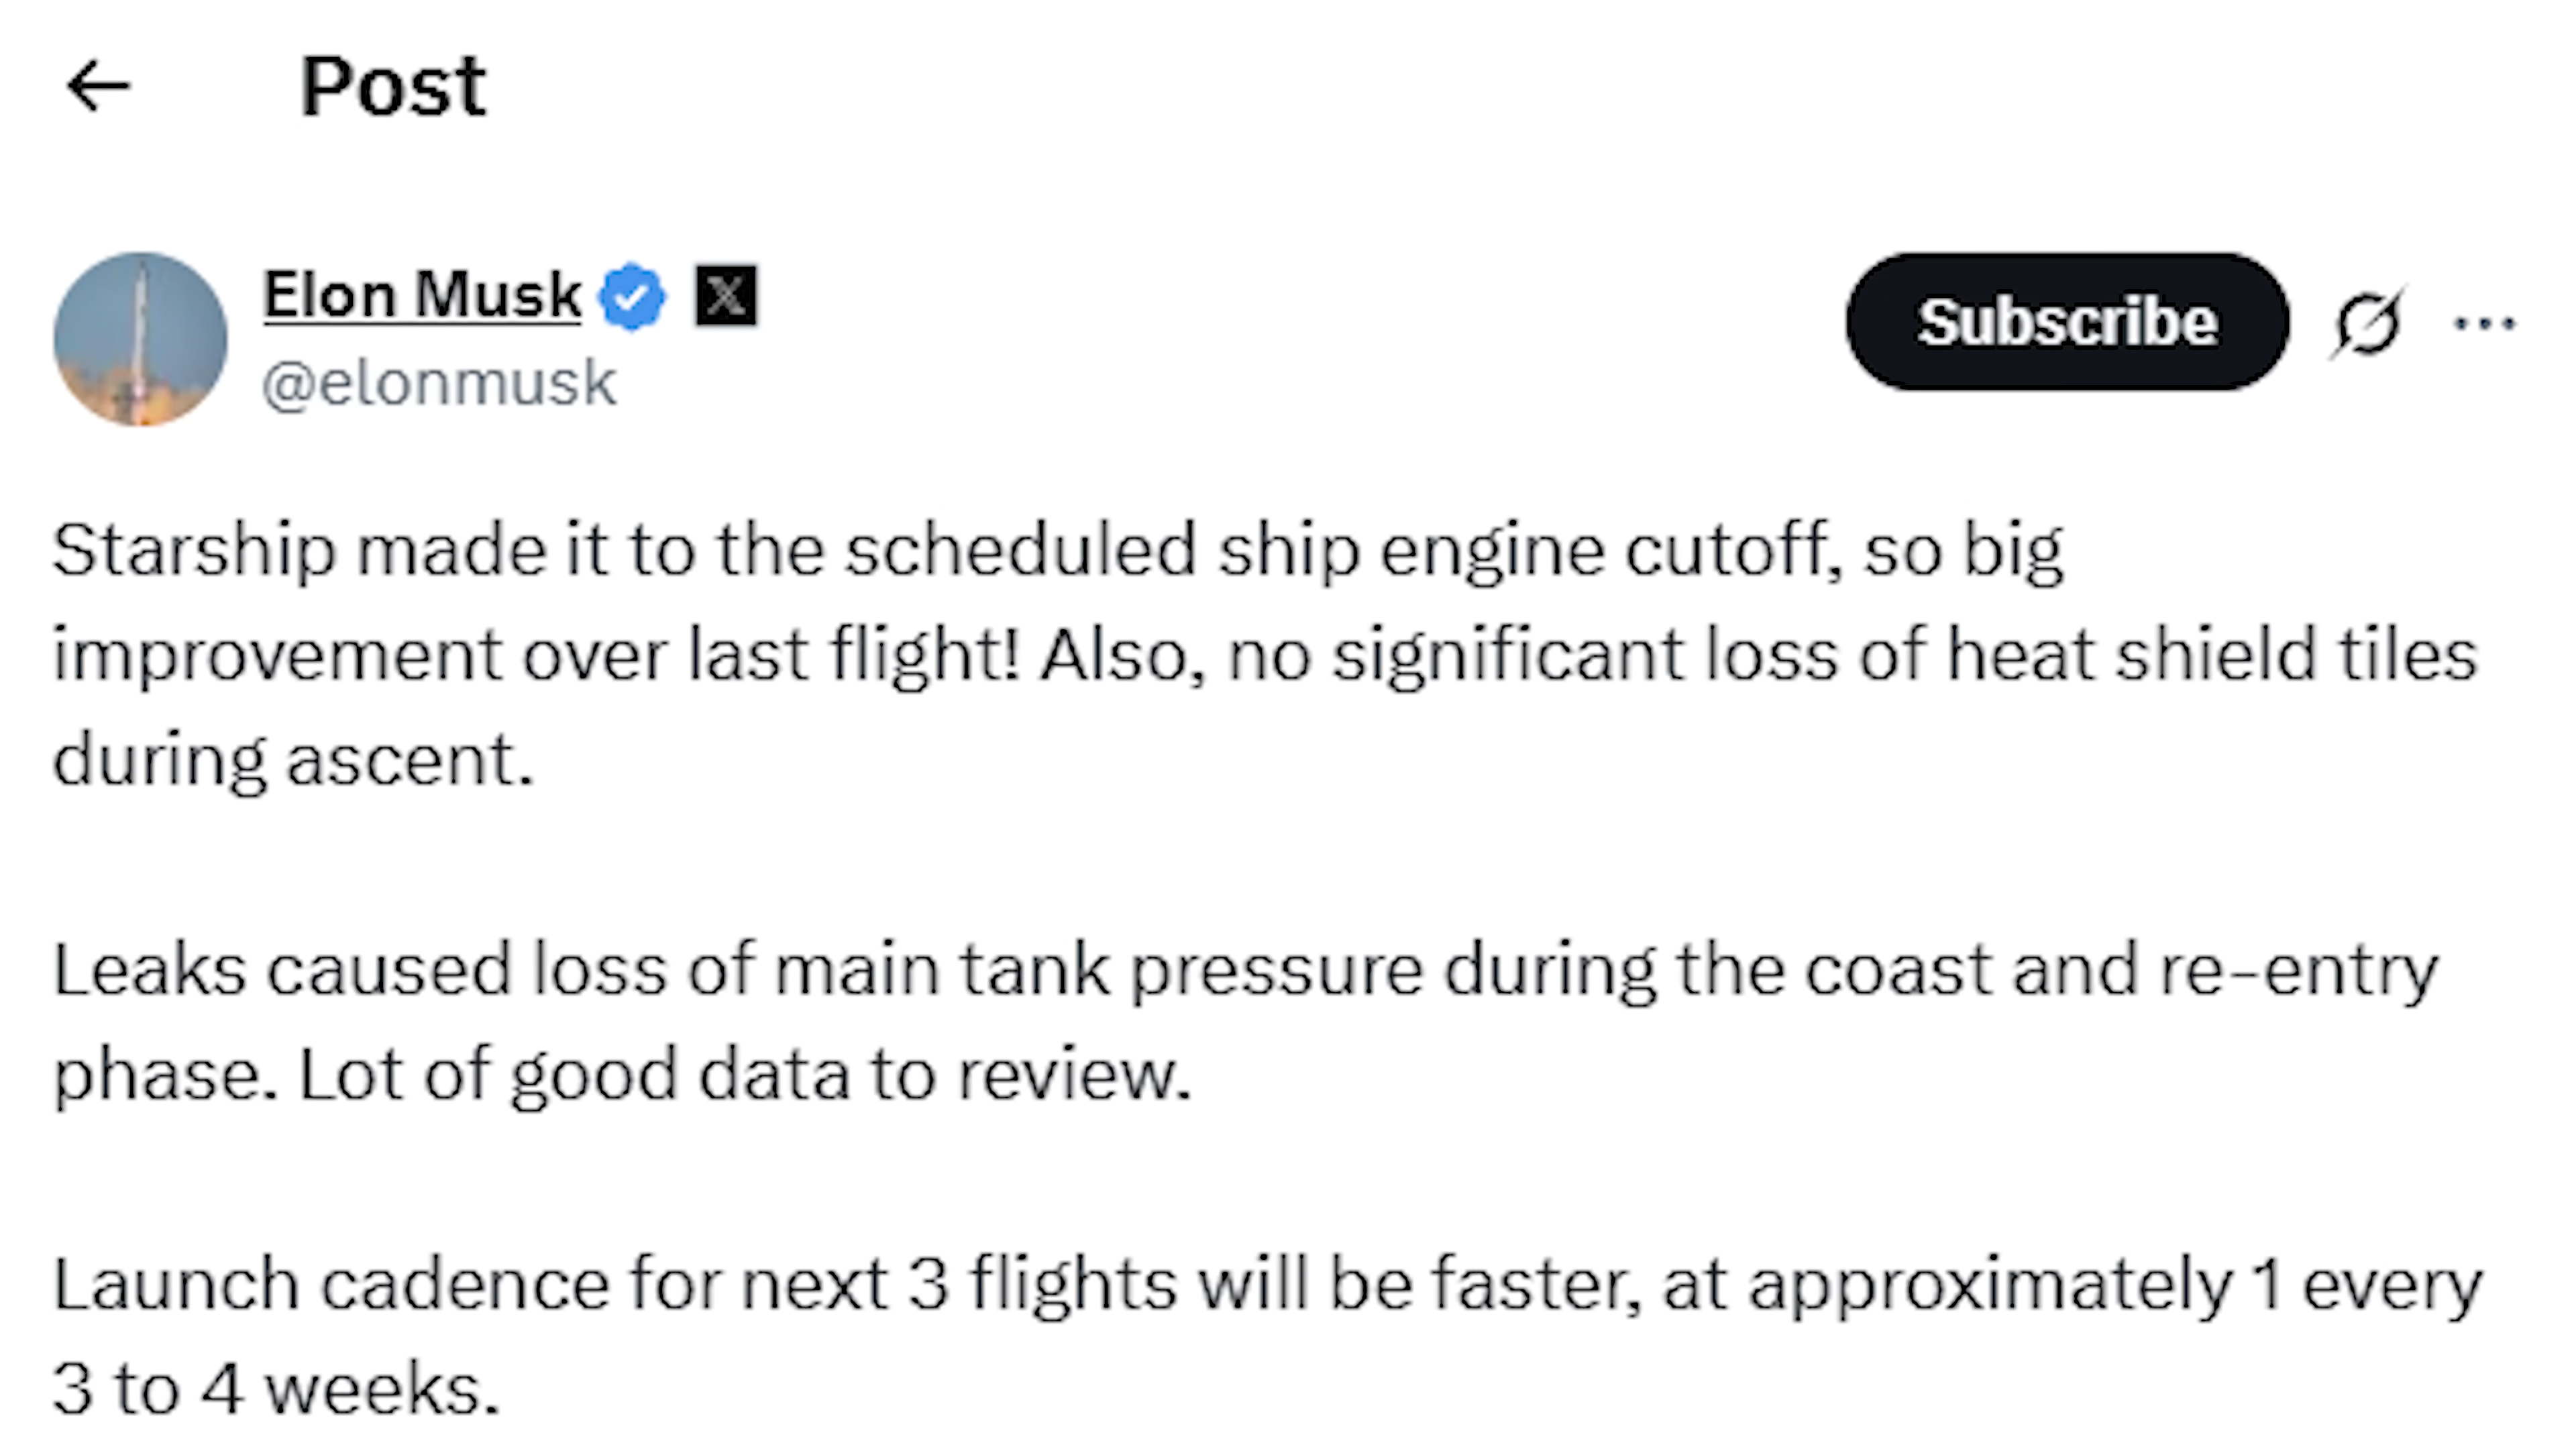 Post
Elon Musk
@elonmusk
Subscribe
Starship made it to the scheduled ship engine cutoff, so big
improvement over last flight! Also, no significant loss of heat shield tiles
during ascent.
Leaks caused loss of main tank pressure during the coast and re-entry
phase. Lot of good data to review.
Launch cadence for next 3 flights will be faster, at approximately 1 every
3 to 4 weeks.